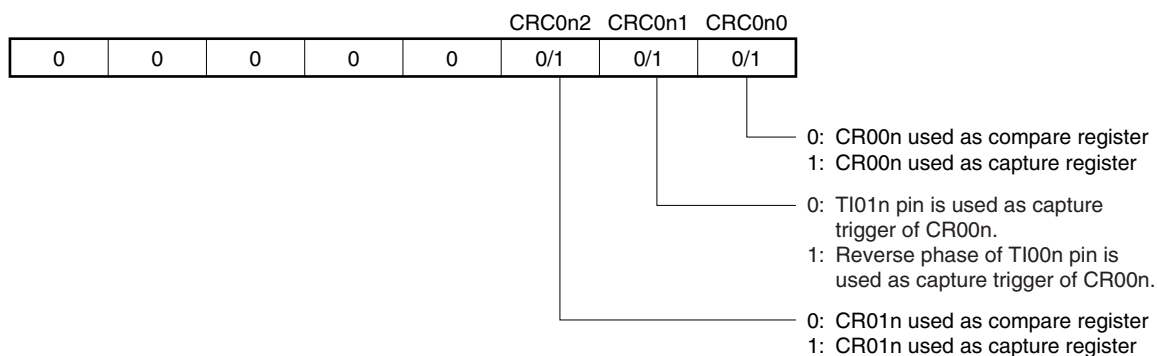 CRC0n2 CRC0n1 CRC0n0
0 0 0 0 0 0/1 0/1 0/1
0: CR00n used as compare register
1: CR00n used as capture register
0: TI01n pin is used as capture
trigger of CR00n.
1: Reverse phase of TI00n pin is
used as capture trigger of CR00n.
0: CR01n used as compare register
1: CR01n used as capture register